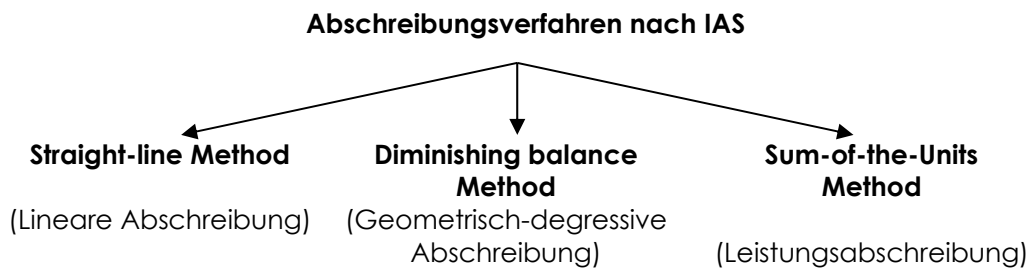 Abschreibungsverfahren nach IAS
Straight-line Method
(Lineare Abschreibung)
Diminishing balance
Method
(Geometrisch-degressive
Abschreibung)
Sum-of-the-Units
Method
(Leistungsabschreibung)